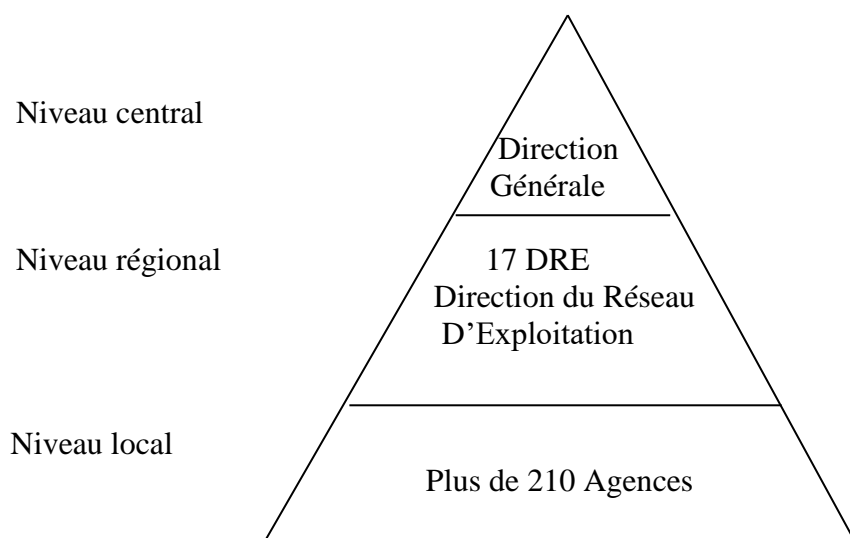 Niveau central
Direction
Générale
Niveau régional
17 DRE
Direction du Réseau
D’Exploitation
Niveau local
Plus de 210 Agences